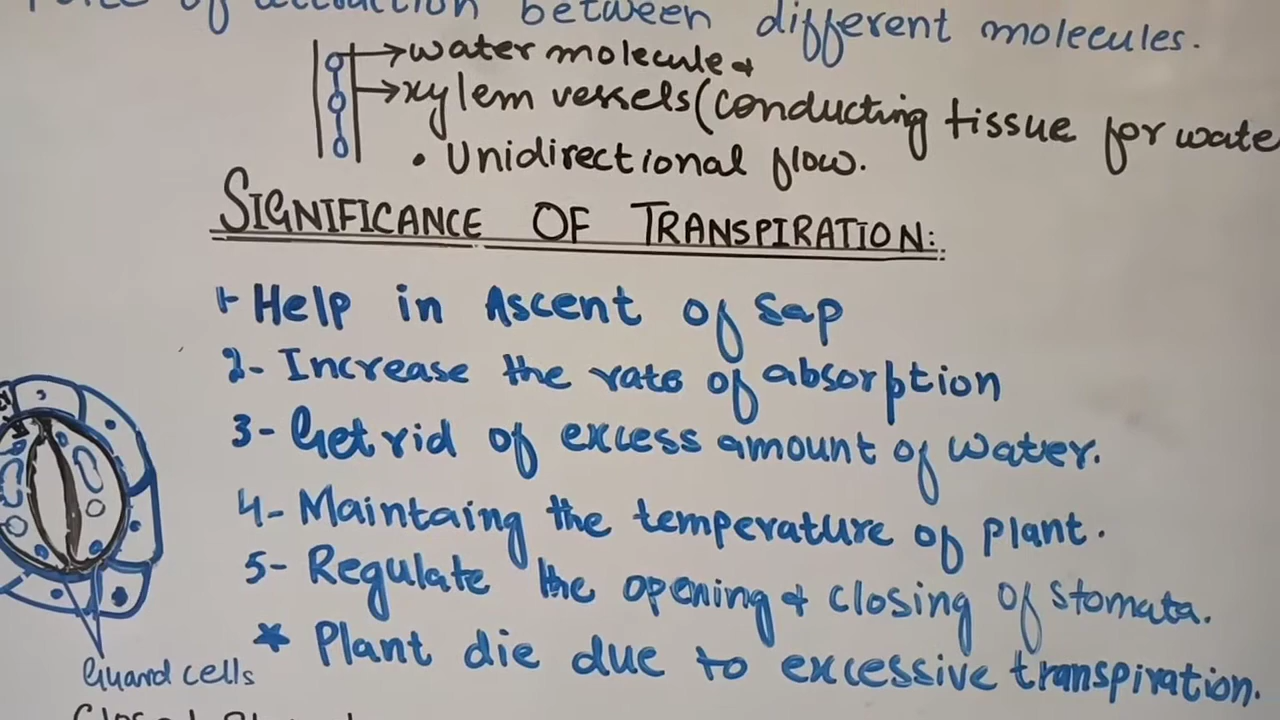 of attraction between different molecules.
→water molecule &
→xylem vessels (conducting tissue for wate
• Unidirectional flow.
SIGNIFICANCE OF TRANSPIRATION:
1- Help in Ascent of Sap
2- Increase the rate of absorption
3- Get rid of excess amount of water.
4- Maintaing the temperature of plant.
5- Regulate the opening & closing of stomata.
* Plant die due to excessive transpiration.
Guard cells
Closed